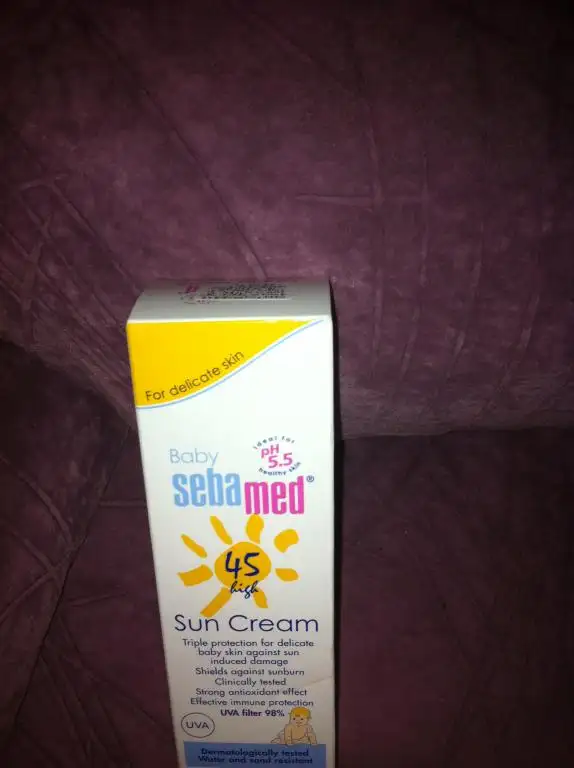 For delicate skin
Baby
ideal for
pH
5.5
healthy skin
sebamed®
45
high
Sun Cream
Triple protection for delicate
baby skin against sun
induced damage
Shields against sunburn
Clinically tested
Strong antioxidant effect
Effective immune protection
UVA filter 98%
UVA
Dermatologically tested
Water and sand resistant